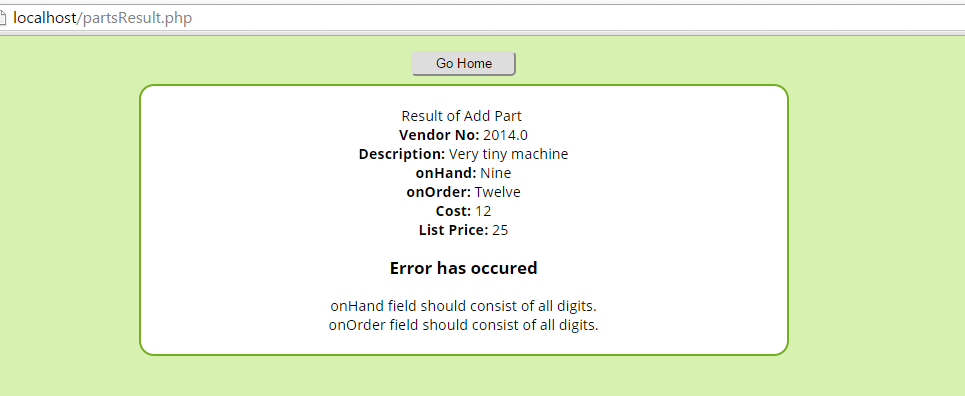 localhost/partsResult.php
Go Home
Result of Add Part
Vendor No: 2014.0
Description: Very tiny machine
onHand: Nine
onOrder: Twelve
Cost: 12
List Price: 25
Error has occured
onHand field should consist of all digits.
onOrder field should consist of all digits.